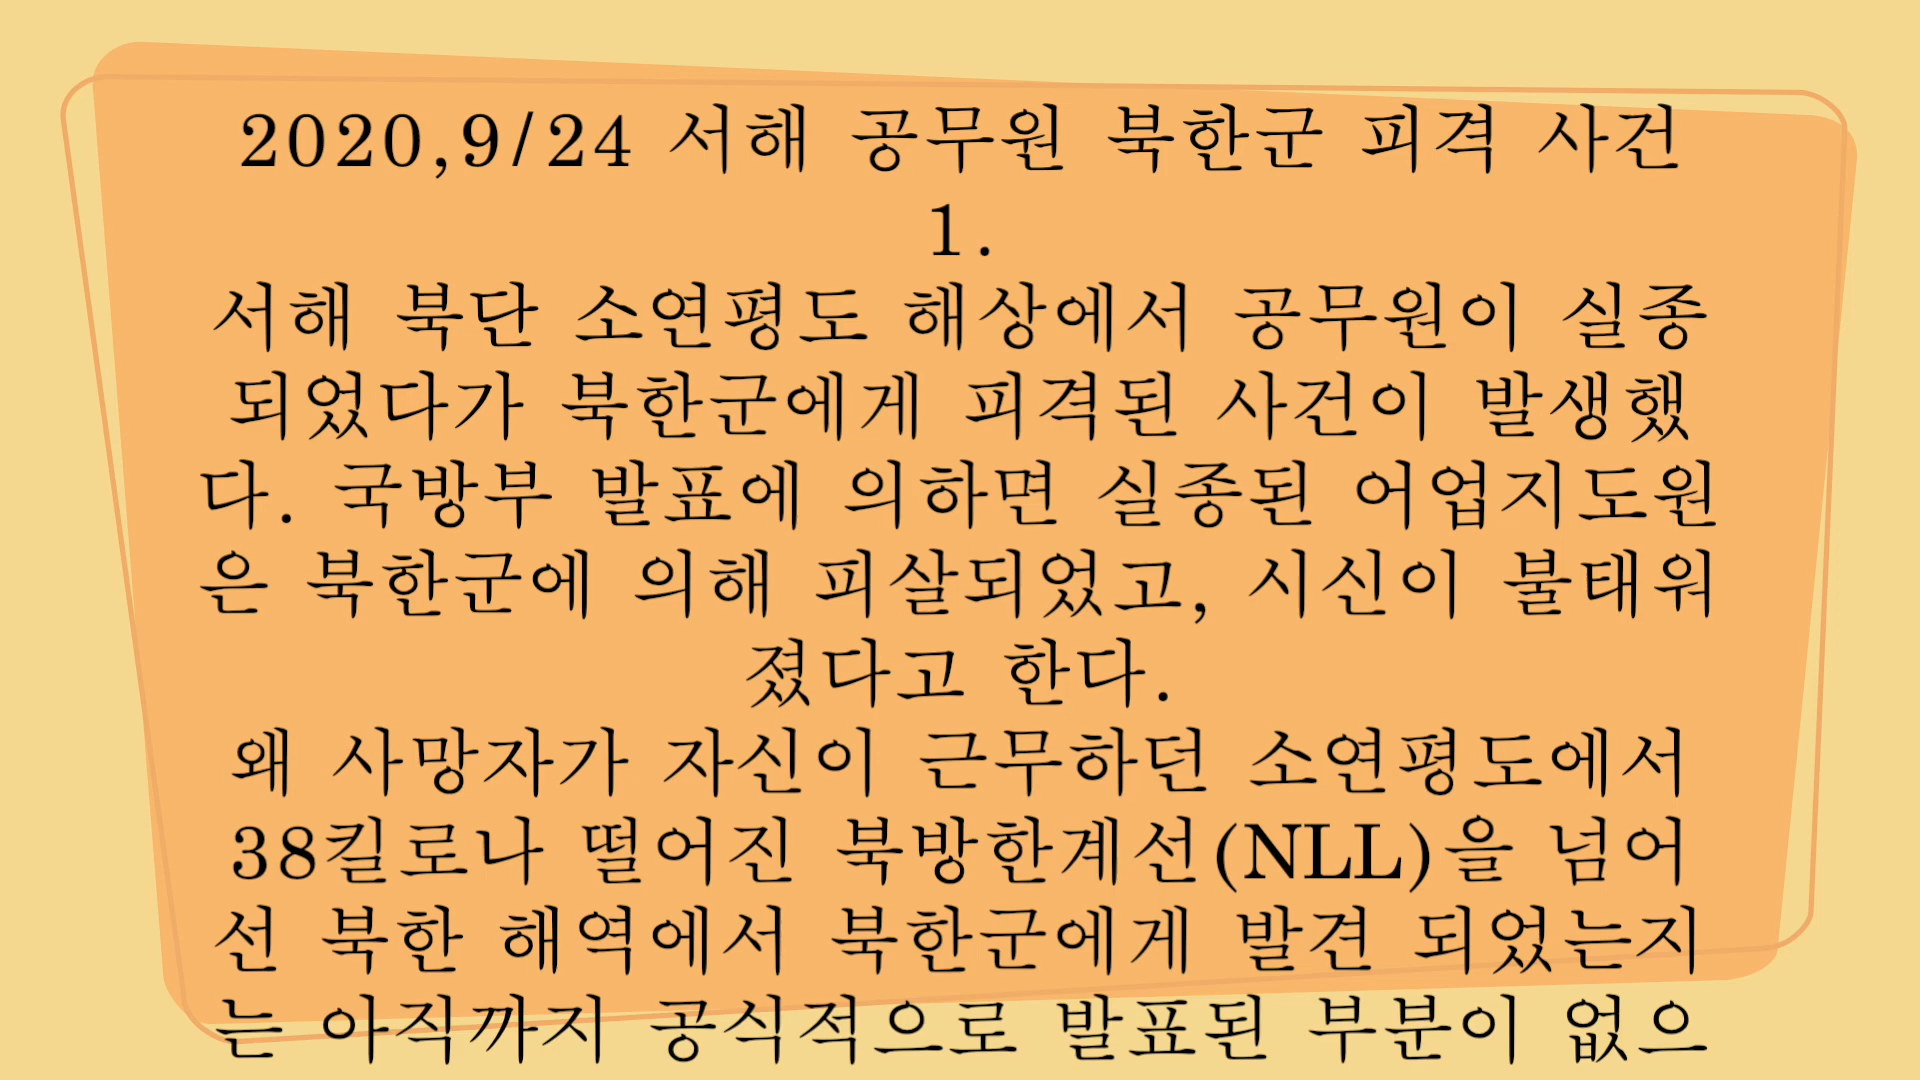 2020,9/24 서해 공무원 북한군 피격 사건
1.
서해 북단 소연평도 해상에서 공무원이 실종
되었다가 북한군에게 피격된 사건이 발생했
다. 국방부 발표에 의하면 실종된 어업지도원
은 북한군에 의해 피살되었고, 시신이 불태워
졌다고 한다.
왜 사망자가 자신이 근무하던 소연평도에서
38킬로나 떨어진 북방한계선(NLL)을 넘어
선 북한 해역에서 북한군에게 발견 되었는지
는 아직까지 공식적으로 발표된 부분이 없으